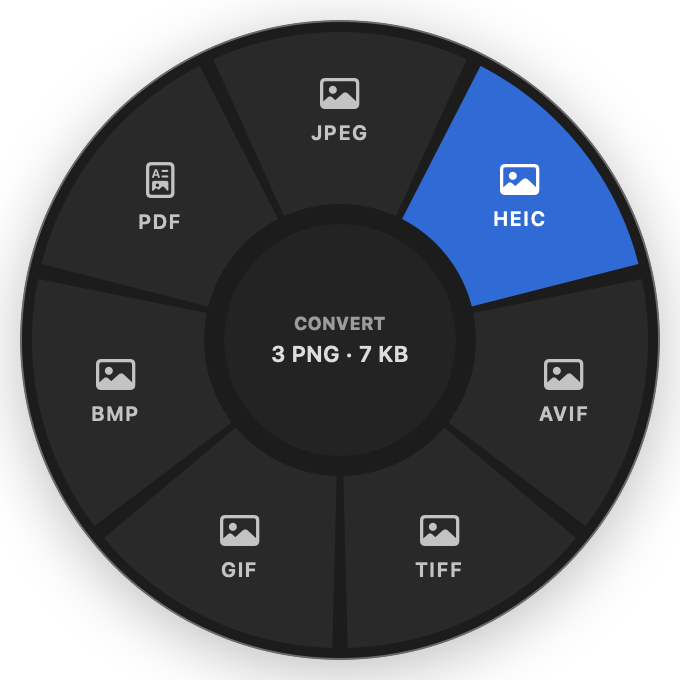 JPEG
PDF
HEIC
CONVERT
3 PNG · 7 KB
BMP
AVIF
GIF
TIFF